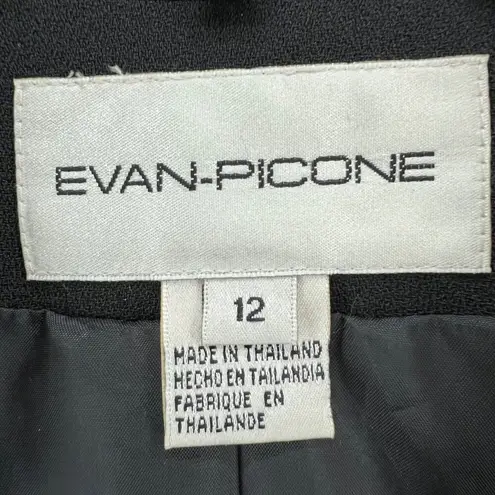 EVAN-PICONE
12
MADE IN THAILAND
HECHO EN TAILANDIA
FABRIQUE EN
THAILANDE